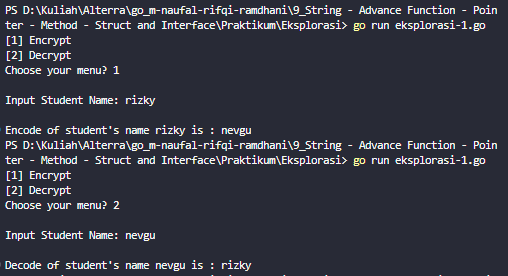 PS D:\Kuliah\Alterra\go_m-naufal-rifqi-ramdhani\9_String - Advance Function - Poin
ter - Method - Struct and Interface\Praktikum\Eksplorasi> go run eksplorasi-1.go
[1] Encrypt
[2] Decrypt
Choose your menu? 1
Input Student Name: rizky
Encode of student's name rizky is : nevgu
PS D:\Kuliah\Alterra\go_m-naufal-rifqi-ramdhani\9_String - Advance Function - Poin
ter - Method - Struct and Interface\Praktikum\Eksplorasi> go run eksplorasi-1.go
[1] Encrypt
[2] Decrypt
Choose your menu? 2
Input Student Name: nevgu
Decode of student's name nevgu is : rizky